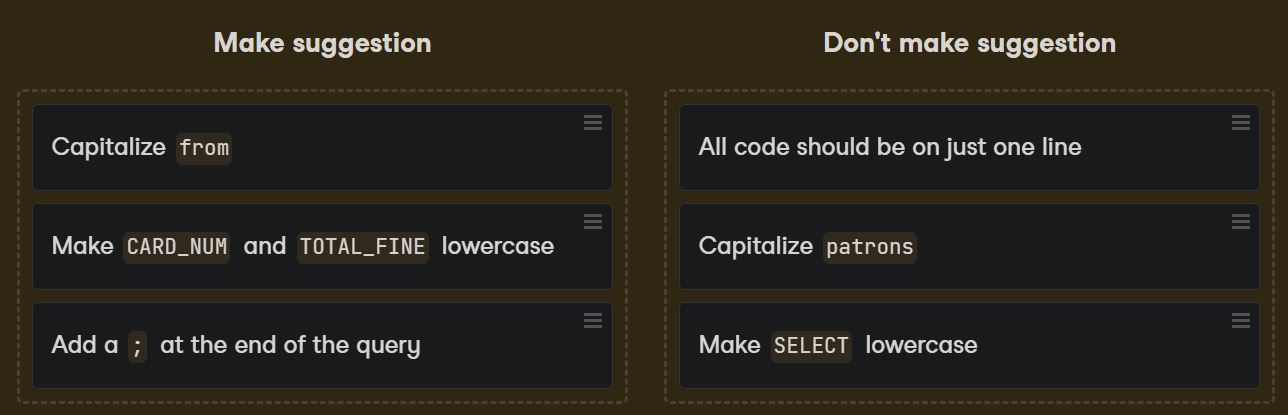 Make suggestion
Capitalize from
Make CARD_NUM and TOTAL_FINE lowercase
Add a ; at the end of the query
Don't make suggestion
All code should be on just one line
Capitalize patrons
Make SELECT lowercase